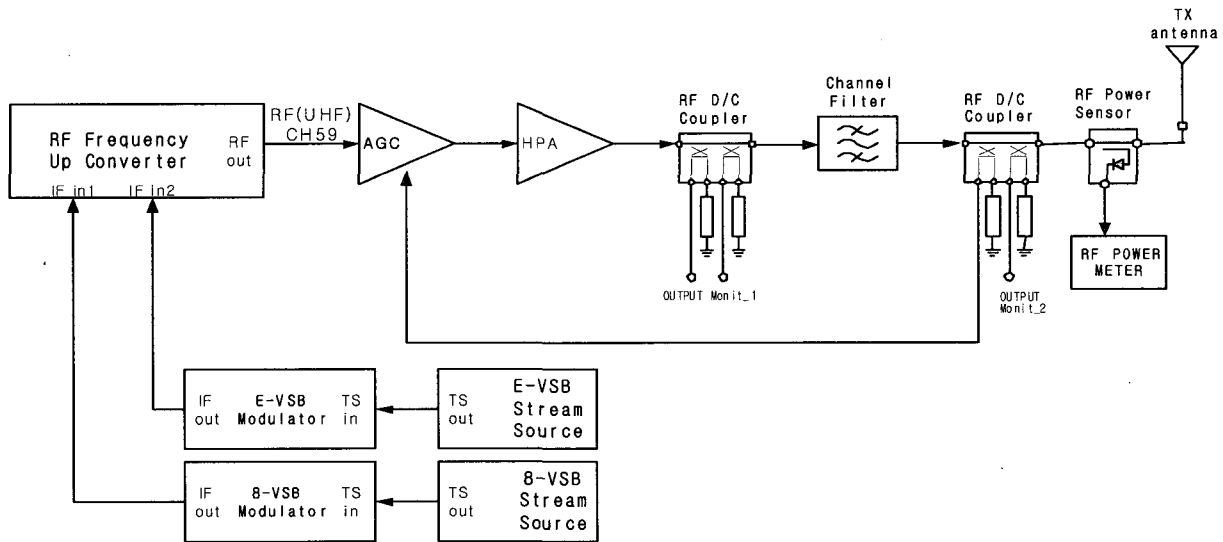 TX
antenna
RF Frequency
Up Converter
RF
out
IF in1
IF in2
RF(UHF)
CH59
AGC
HPA
RF D/C
Coupler
Channel
Filter
RF D/C
Coupler
RF Power
Sensor
OUTPUT Monit_1
OUTPUT
Monit_2
RF POWER
METER
IF
out
E-VSB
Modulator
TS
in
TS
out
E-VSB
Stream
Source
IF
out
8-VSB
Modulator
TS
in
TS
out
8-VSB
Stream
Source